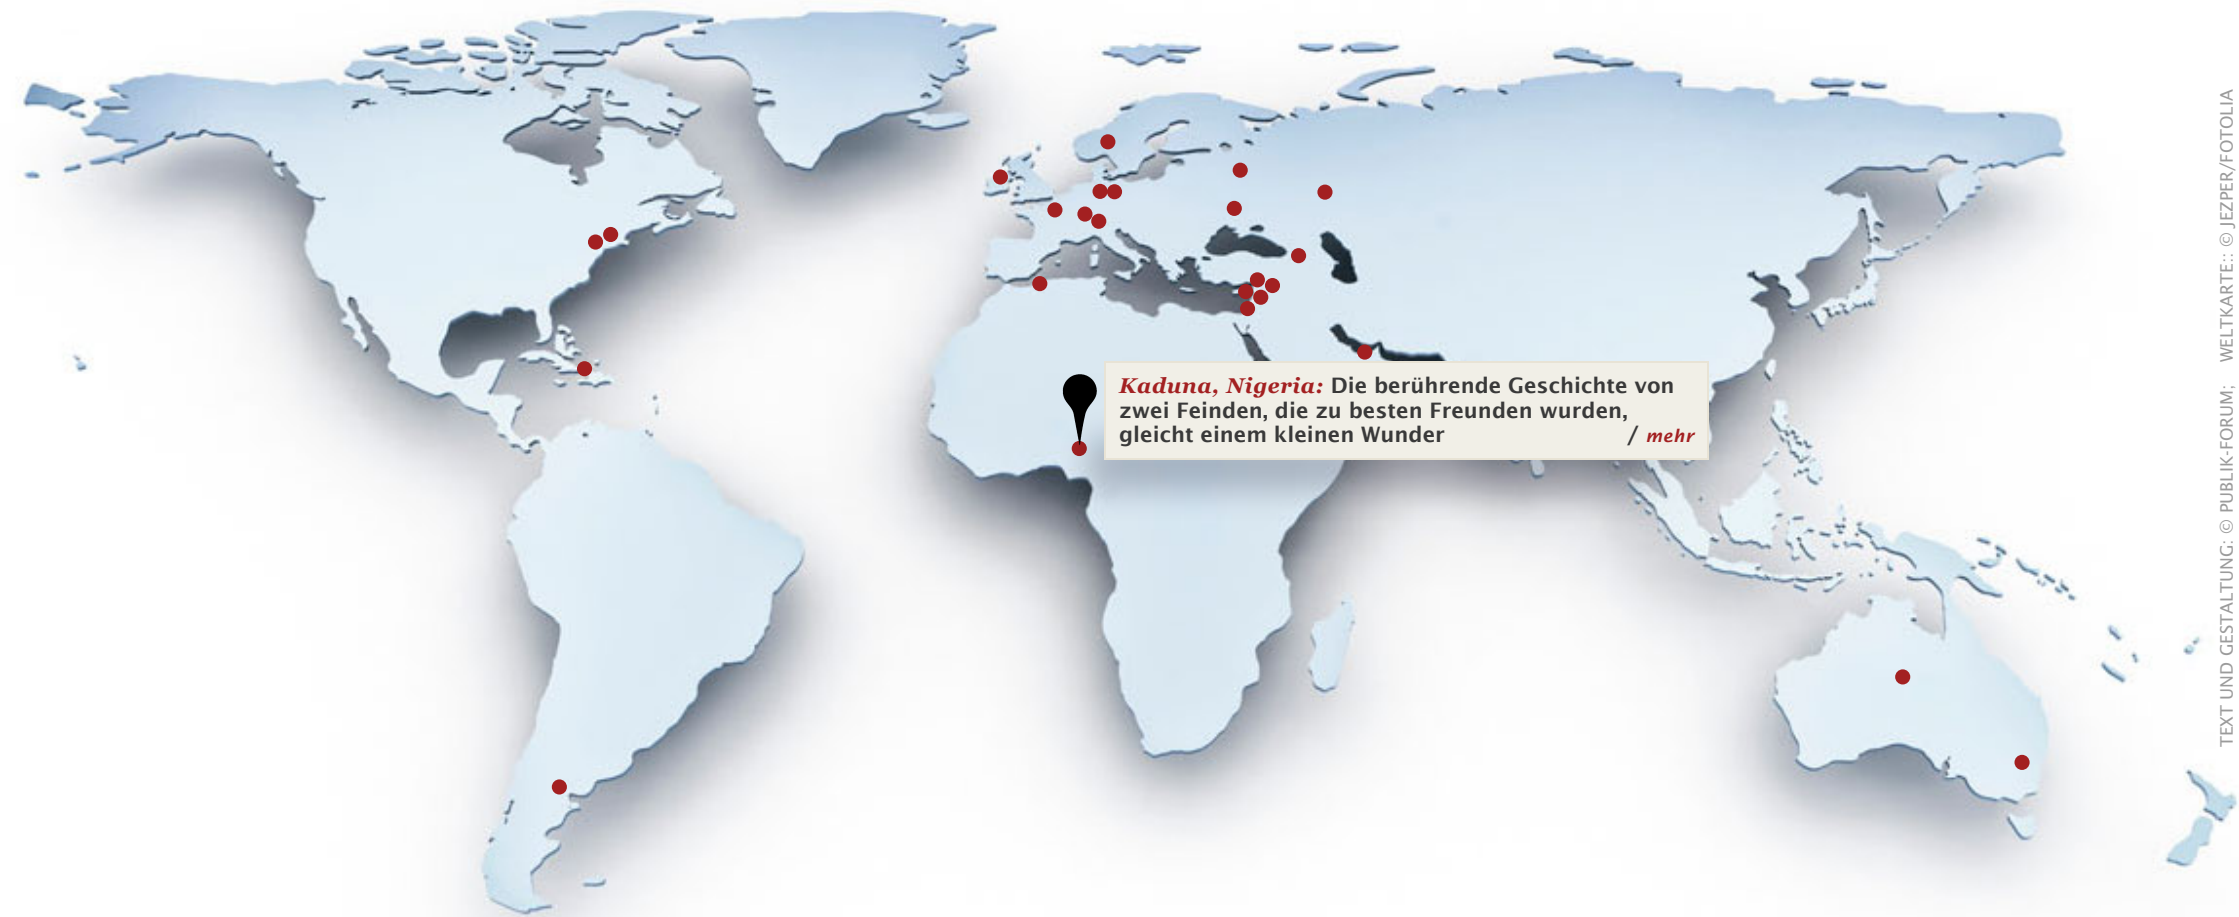 Kaduna, Nigeria: Die berührende Geschichte von
zwei Feinden, die zu besten Freunden wurden,
gleicht einem kleinen Wunder / mehr
TEXT UND GESTALTUNG: © PUBLIK-FORUM; WELTKARTE:: © JEZPER/FOTOLIA